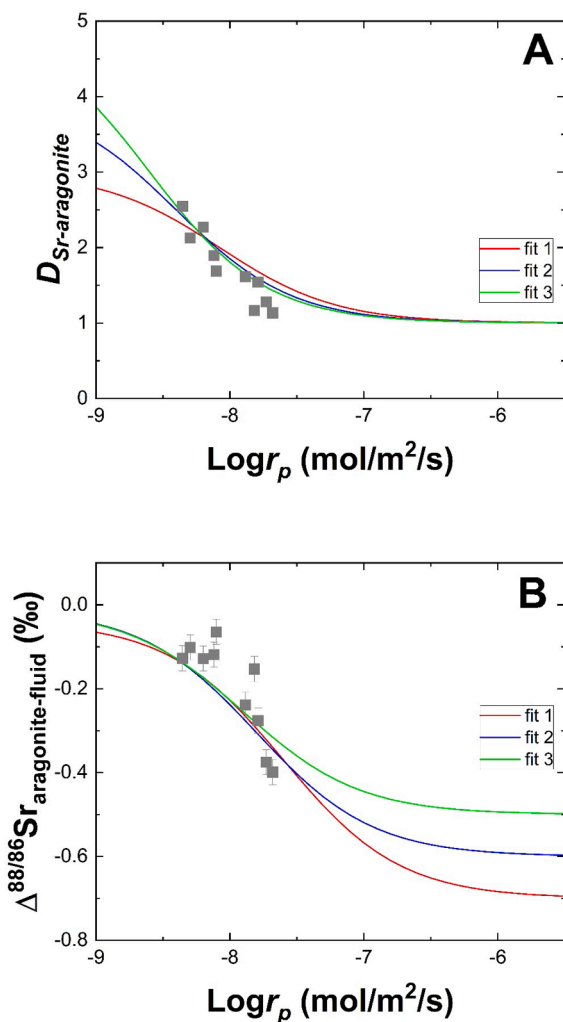 A
5
4
3
2
1
0
D_Sr-aragonite
fit 1
fit 2
fit 3
-9
-8
-7
-6
Logr_p (mol/m²/s)
B
0.0
-0.2
-0.4
-0.6
-0.8
Δ^88/86Sr_aragonite-fluid (‰)
fit 1
fit 2
fit 3
-9
-8
-7
-6
Logr_p (mol/m²/s)